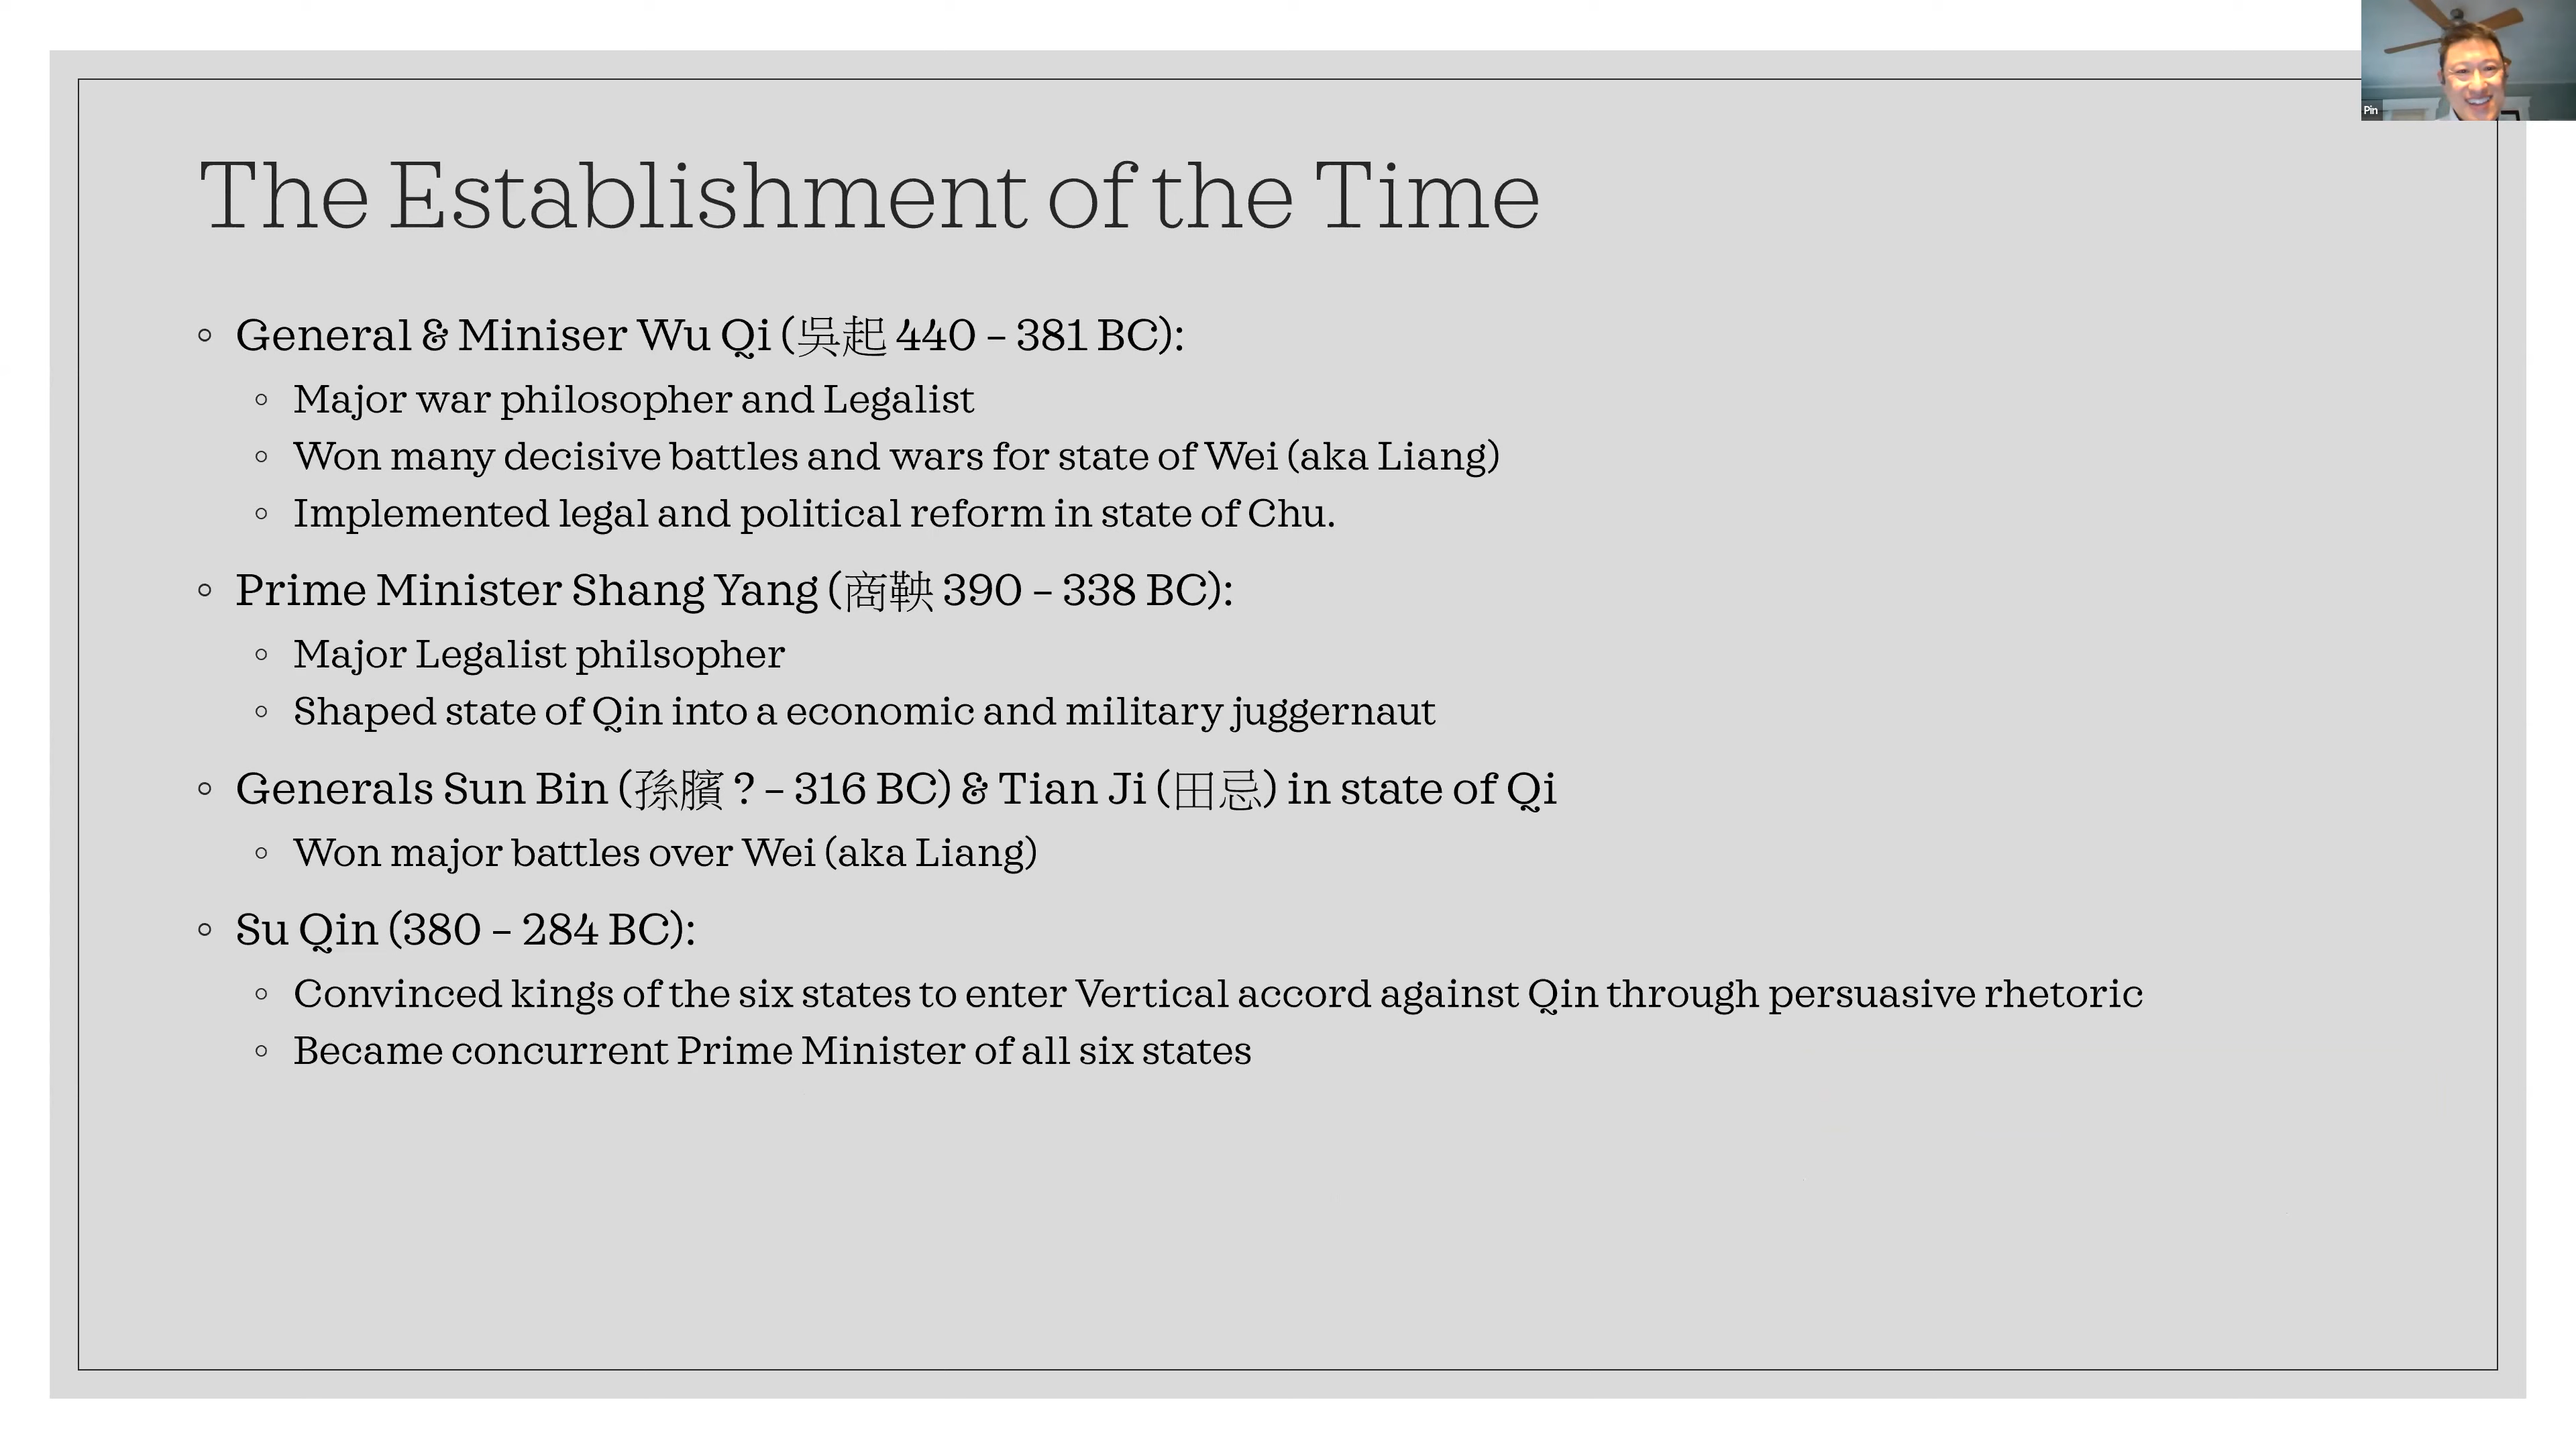 Pin
The Establishment of the Time
◦ General & Miniser Wu Qi (吳起 440 – 381 BC):
◦ Major war philosopher and Legalist
◦ Won many decisive battles and wars for state of Wei (aka Liang)
◦ Implemented legal and political reform in state of Chu.
◦ Prime Minister Shang Yang (商鞅 390 – 338 BC):
◦ Major Legalist philsopher
◦ Shaped state of Qin into a economic and military juggernaut
◦ Generals Sun Bin (孫臏 ? – 316 BC) & Tian Ji (田忌) in state of Qi
◦ Won major battles over Wei (aka Liang)
◦ Su Qin (380 – 284 BC):
◦ Convinced kings of the six states to enter Vertical accord against Qin through persuasive rhetoric
◦ Became concurrent Prime Minister of all six states